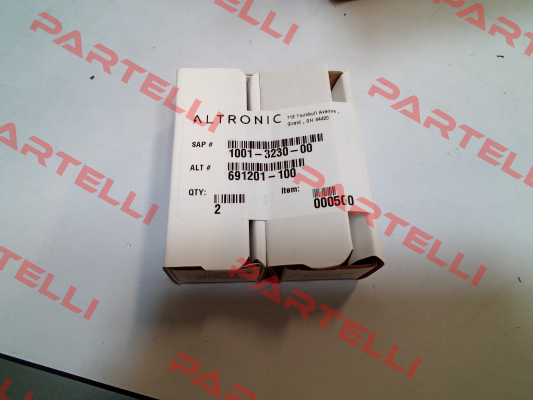 ALTRONIC
712 Trumbull Avenue,
Girard, OH 44420
SAP # 1001-3230-00
ALT # 691201-100
QTY: 2 Item: 000500
PARTELLI
PARTELLI
PARTELLI
PARTELLI
PARTELLI
PARTELLI